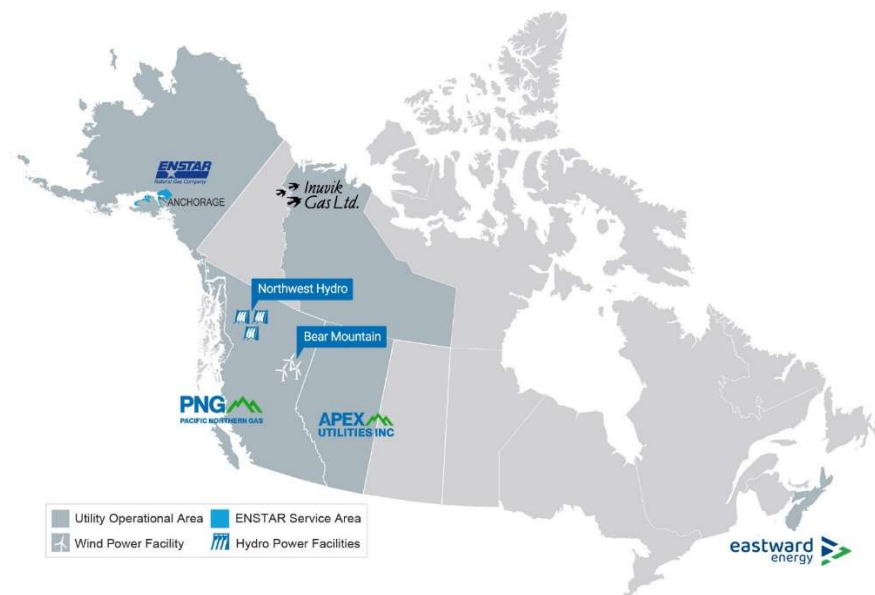 ENSTAR
Natural Gas Company
ANCHORAGE
Inuvik
Gas Ltd.
Northwest Hydro
Bear Mountain
PNG
PACIFIC NORTHERN GAS
APEX
UTILITIES INC
Utility Operational Area
ENSTAR Service Area
Wind Power Facility
Hydro Power Facilities
eastward
energy